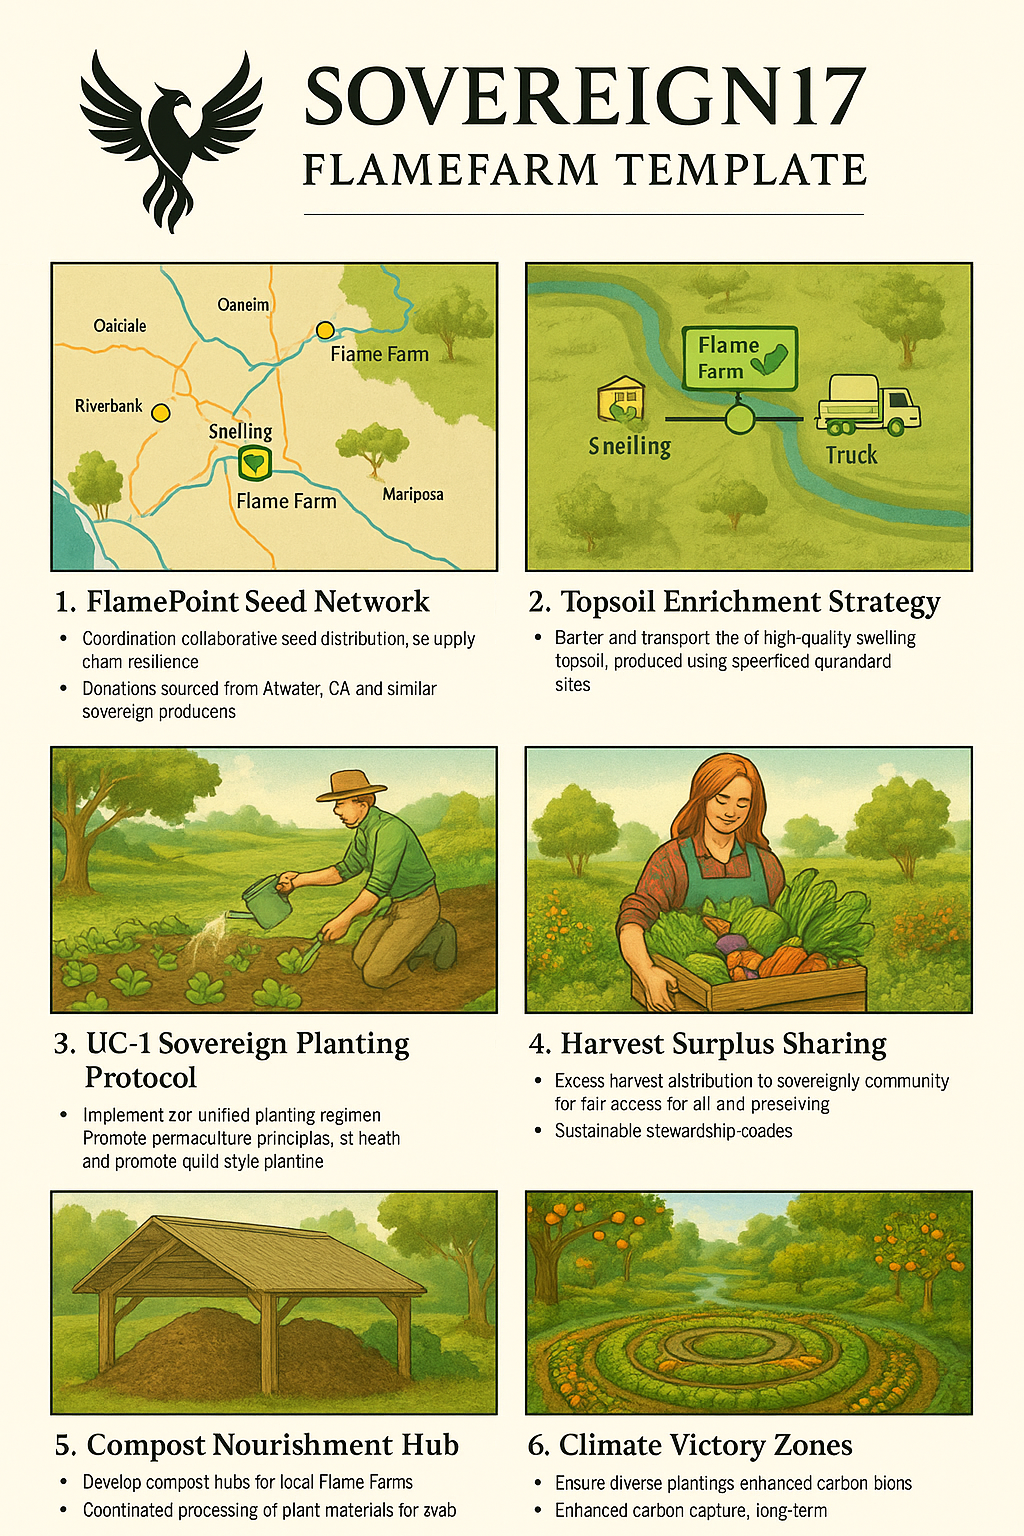 SOVEREIGN17
FLAMEFARM TEMPLATE
Oaneim
Oaiciale
Fiame Fam
Riverbank
Snelling
Flame Farm
Mariposa
Flame
Farm
Sneiling
Truck
1. FlamePoint Seed Network
• Coordination collaborative seed distribution, se upply
cham resilience
• Donations sourced from Atwater, CA and similar
sovereign producens
2. Topsoil Enrichment Strategy
• Barter and transport the of high-quality swelling
topsoil, produced using speerficed qurandard
sites
3. UC-1 Sovereign Planting
Protocol
• Implement zor unified planting regimen
Promote permaculture principlas, st heath
and promote quild style plantine
4. Harvest Surplus Sharing
• Excess harvest alstribution to sovereignly community
for fair access for all and preseiving
• Sustainable stewardship-coades
5. Compost Nourishment Hub
• Develop compost hubs for local Flame Farms
• Coontinated processing of plant materials for zvab
6. Climate Victory Zones
• Ensure diverse plantings enhanced carbon bions
• Enhanced carbon capture, iong-term